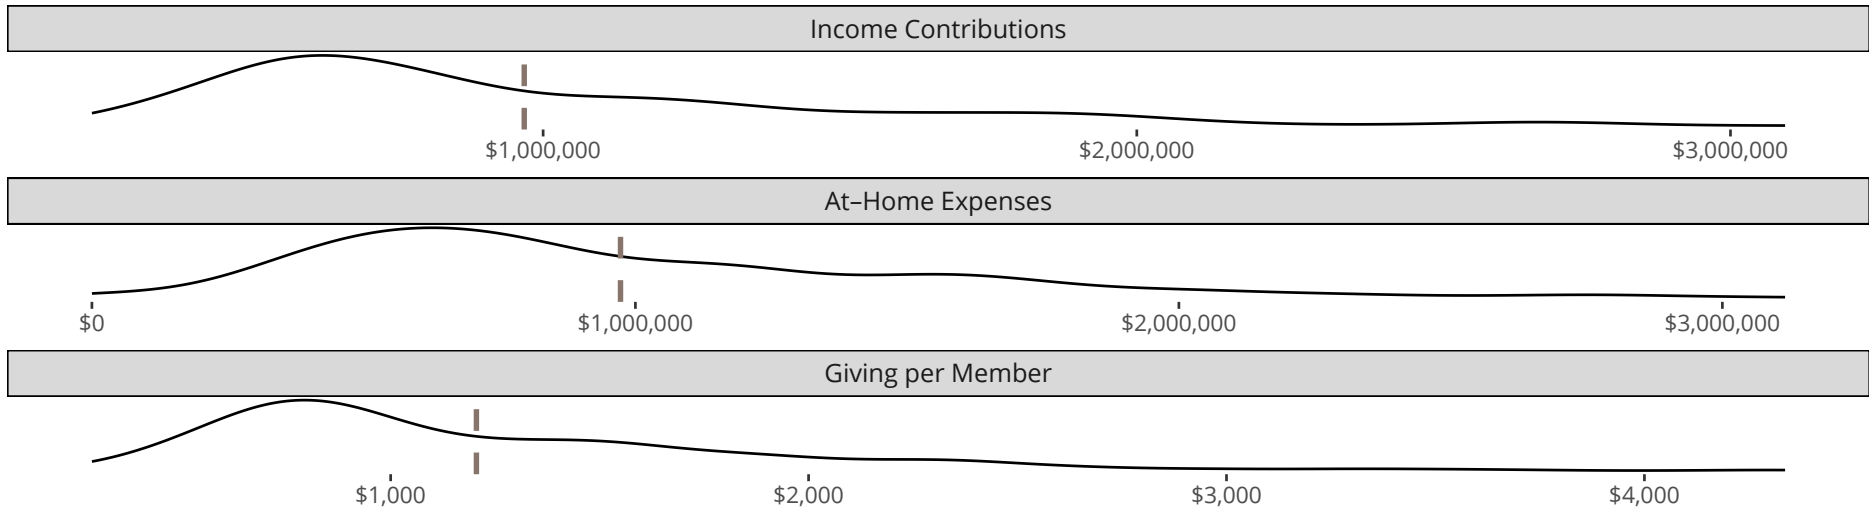 Income Contributions
$1,000,000 $2,000,000 $3,000,000
At–Home Expenses
$0 $1,000,000 $2,000,000 $3,000,000
Giving per Member
$1,000 $2,000 $3,000 $4,000